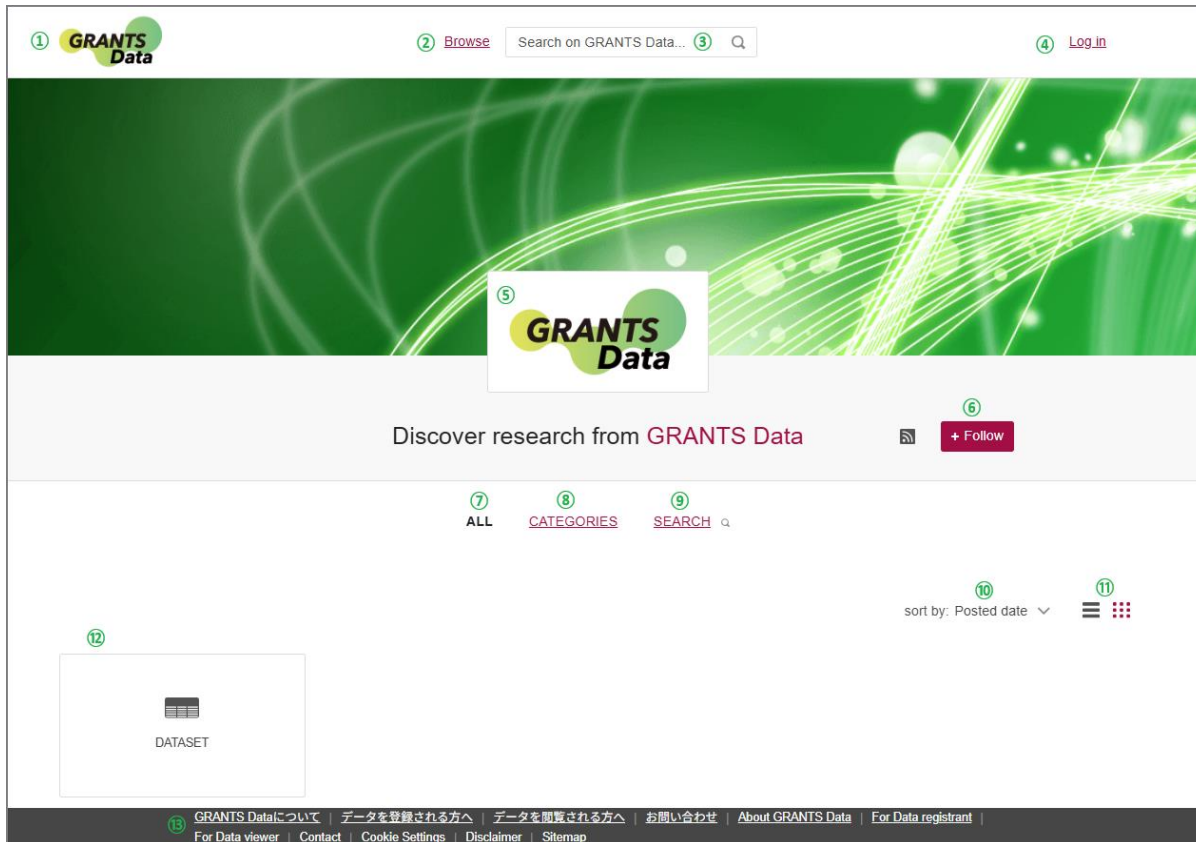 ① GRANTS Data
② Browse Search on GRANTS Data... ③
④ Log in
⑤ GRANTS Data
⑥
Discover research from GRANTS Data + Follow
⑦ ⑧ ⑨
ALL CATEGORIES SEARCH
⑩ ⑪
sort by: Posted date
⑫
DATASET
⑬ GRANTS Dataについて | データを登録される方へ | データを閲覧される方へ | お問い合わせ | About GRANTS Data | For Data registrant |
For Data viewer | Contact | Cookie Settings | Disclaimer | Sitemap